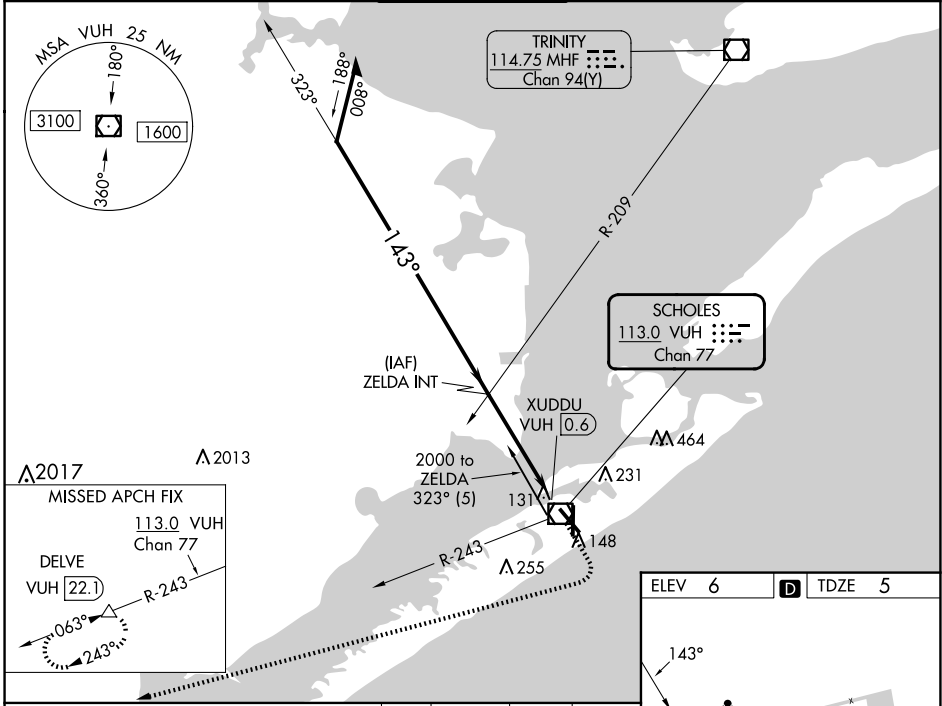 MSA VUH 25 NM
180°
3100
1600
360°
323°
188°
008°
TRINITY
114.75 MHF
Chan 94(Y)
R-209
143°
SCHOLES
113.0 VUH
Chan 77
(IAF)
ZELDA INT
XUDDU
VUH 0.6
464
231
2017
2013
2000 to
ZELDA
323° (5)
131
148
R-243
255
MISSED APCH FIX
113.0 VUH
Chan 77
DELVE
VUH 22.1
R-243
063°
243°
ELEV 6 D TDZE 5
143°
x